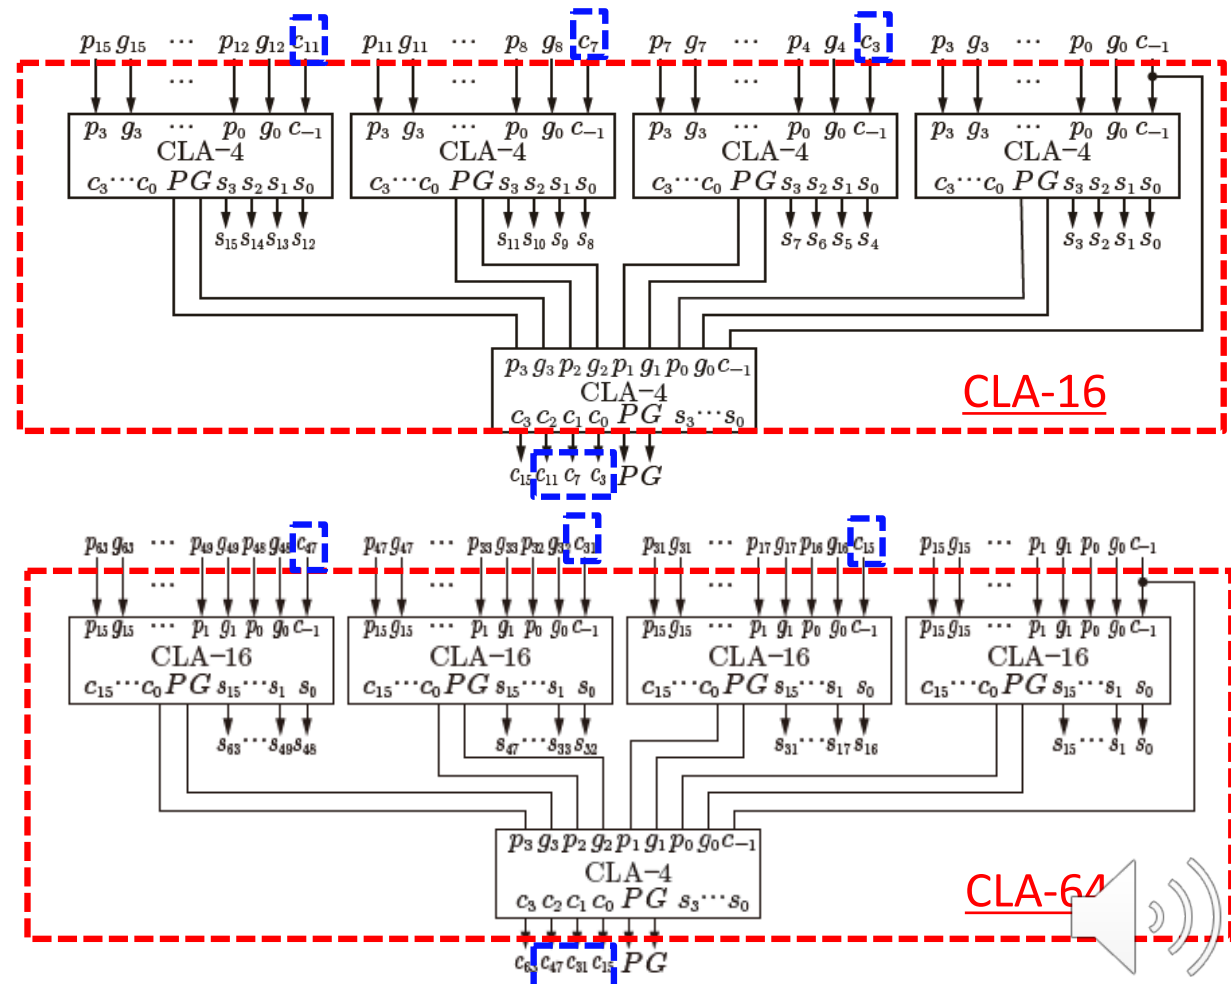 p₁₅ g₁₅ ⋯ p₁₂ g₁₂ c₁₁ p₁₁ g₁₁ ⋯ p₈ g₈ c₇ p₇ g₇ ⋯ p₄ g₄ c₃ p₃ g₃ ⋯ p₀ g₀ c₋₁
⋯ ⋯ ⋯ ⋯
p₃ g₃ ⋯ p₀ g₀ c₋₁ p₃ g₃ ⋯ p₀ g₀ c₋₁ p₃ g₃ ⋯ p₀ g₀ c₋₁ p₃ g₃ ⋯ p₀ g₀ c₋₁
CLA−4 CLA−4 CLA−4 CLA−4
c₃⋯c₀ P G s₃ s₂ s₁ s₀ c₃⋯c₀ P G s₃ s₂ s₁ s₀ c₃⋯c₀ P G s₃ s₂ s₁ s₀ c₃⋯c₀ P G s₃ s₂ s₁ s₀
s₁₅ s₁₄ s₁₃ s₁₂ s₁₁ s₁₀ s₉ s₈ s₇ s₆ s₅ s₄ s₃ s₂ s₁ s₀
p₃ g₃ p₂ g₂ p₁ g₁ p₀ g₀ c₋₁
CLA−4
CLA-16
c₃ c₂ c₁ c₀ P G s₃⋯s₀
c₁₅ c₁₁ c₇ c₃ P G
p₆₃ g₆₃ ⋯ p₄₉ g₄₉ p₄₈ g₄₈ c₄₇ p₄₇ g₄₇ ⋯ p₃₃ g₃₃ p₃₂ g₃₂ c₃₁ p₃₁ g₃₁ ⋯ p₁₇ g₁₇ p₁₆ g₁₆ c₁₅ p₁₅ g₁₅ ⋯ p₁ g₁ p₀ g₀ c₋₁
⋯ ⋯ ⋯ ⋯
p₁₅ g₁₅ ⋯ p₁ g₁ p₀ g₀ c₋₁ p₁₅ g₁₅ ⋯ p₁ g₁ p₀ g₀ c₋₁ p₁₅ g₁₅ ⋯ p₁ g₁ p₀ g₀ c₋₁ p₁₅ g₁₅ ⋯ p₁ g₁ p₀ g₀ c₋₁
CLA−16 CLA−16 CLA−16 CLA−16
c₁₅⋯c₀ P G s₁₅⋯s₁ s₀ c₁₅⋯c₀ P G s₁₅⋯s₁ s₀ c₁₅⋯c₀ P G s₁₅⋯s₁ s₀ c₁₅⋯c₀ P G s₁₅⋯s₁ s₀
s₆₃⋯s₄₉ s₄₈ s₄₇⋯s₃₃ s₃₂ s₃₁⋯s₁₇ s₁₆ s₁₅⋯s₁ s₀
p₃ g₃ p₂ g₂ p₁ g₁ p₀ g₀ c₋₁
CLA−4
CLA-64
c₃ c₂ c₁ c₀ P G s₃⋯s₀
c₆₃ c₄₇ c₃₁ c₁₅ P G